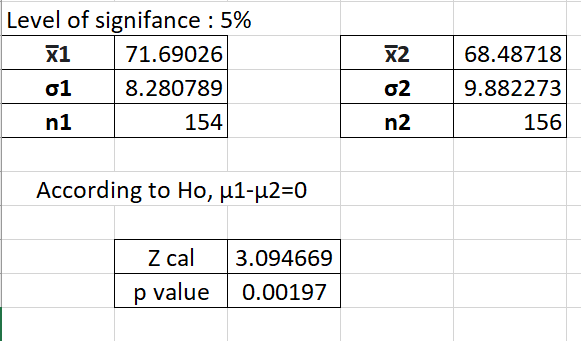 Level of signifance : 5%
x̅1 71.69026 x̅2 68.48718
σ1 8.280789 σ2 9.882273
n1 154 n2 156
According to Ho, μ1-μ2=0
Z cal 3.094669
p value 0.00197